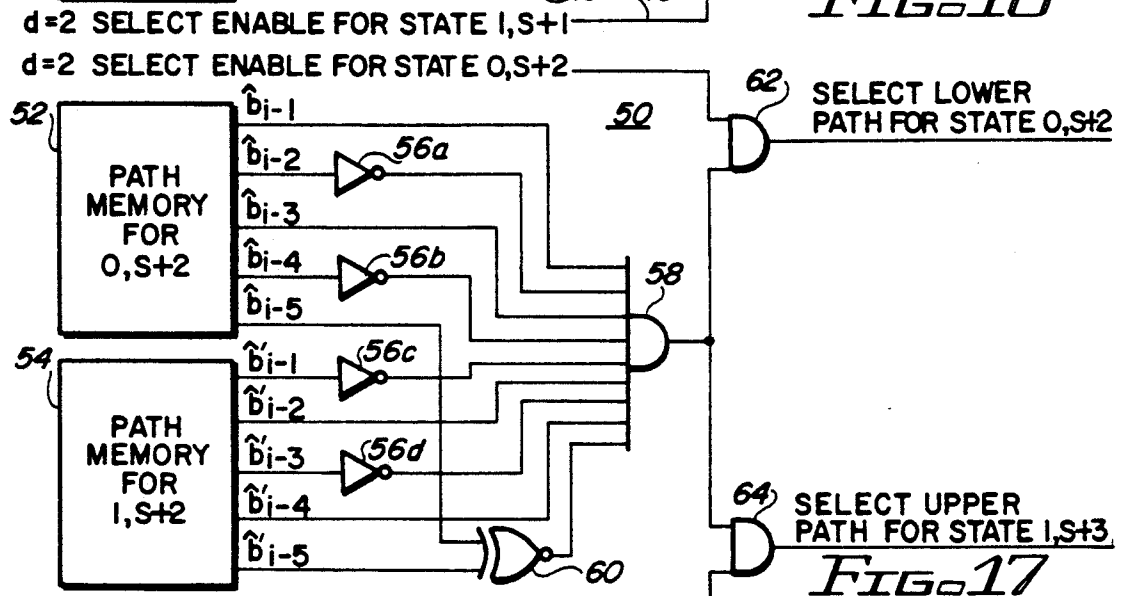 FIG. 16
d=2 SELECT ENABLE FOR STATE 1,S+1
d=2 SELECT ENABLE FOR STATE 0,S+2
62
SELECT LOWER
PATH FOR STATE 0,S+2
52
PATH
MEMORY
FOR
0,S+2
b̂i-1
b̂i-2
b̂i-3
b̂i-4
b̂i-5
56a
56b
50
58
54
PATH
MEMORY
FOR
1,S+2
b̂'i-1
b̂'i-2
b̂'i-3
b̂'i-4
b̂'i-5
56c
56d
60
64
SELECT UPPER
PATH FOR STATE 1,S+3
FIG. 17